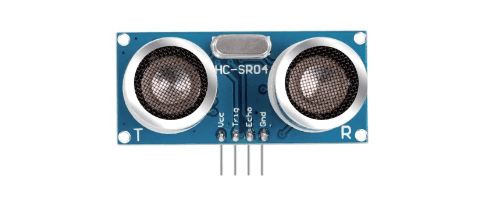 HC-SR04
T
R
Vcc
Trig
Echo
Gnd